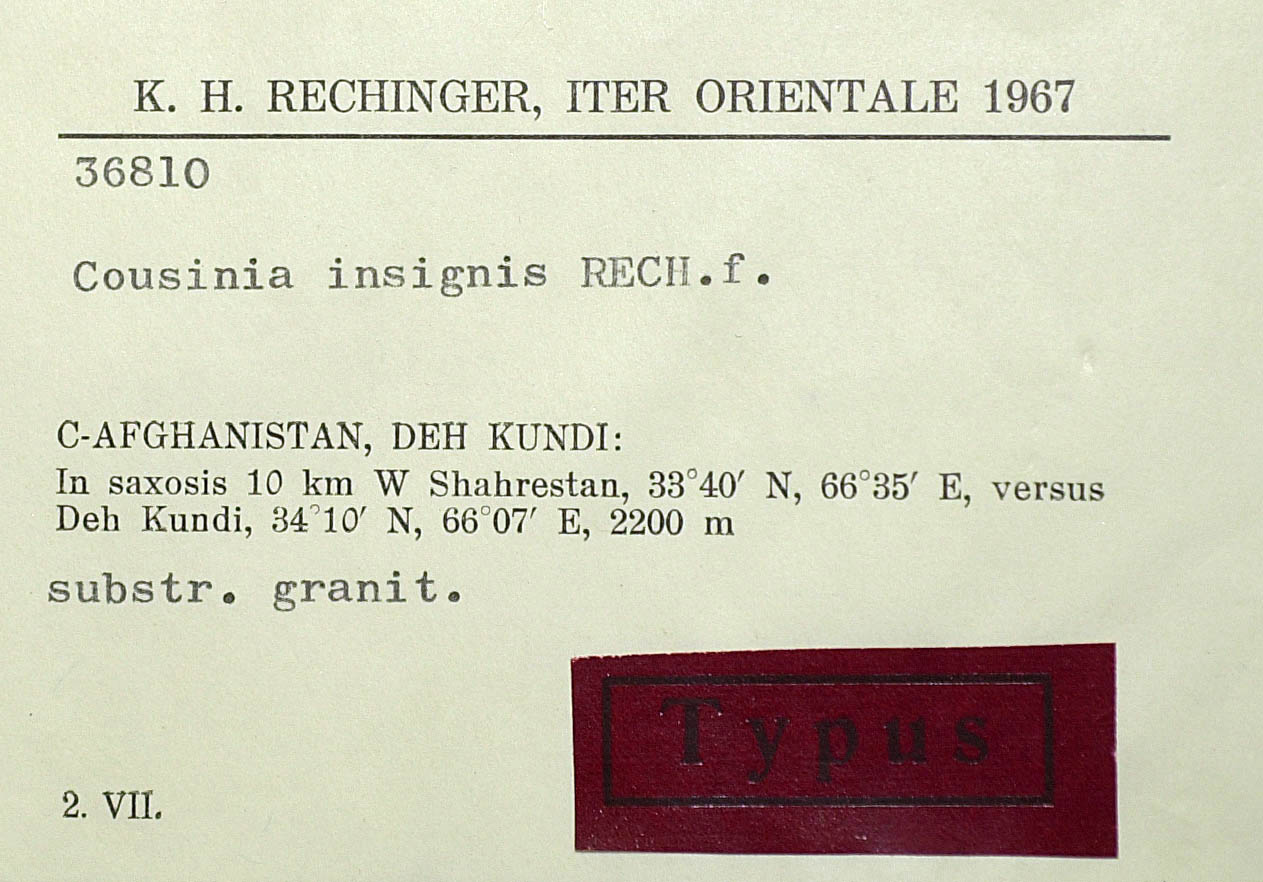 K. H. RECHINGER, ITER ORIENTALE 1967
36810
Cousinia insignis RECH.f.
C-AFGHANISTAN, DEH KUNDI:
In saxosis 10 km W Shahrestan, 33°40′ N, 66°35′ E, versus
Deh Kundi, 34°10′ N, 66°07′ E, 2200 m
substr. granit.
Typus
2. VII.